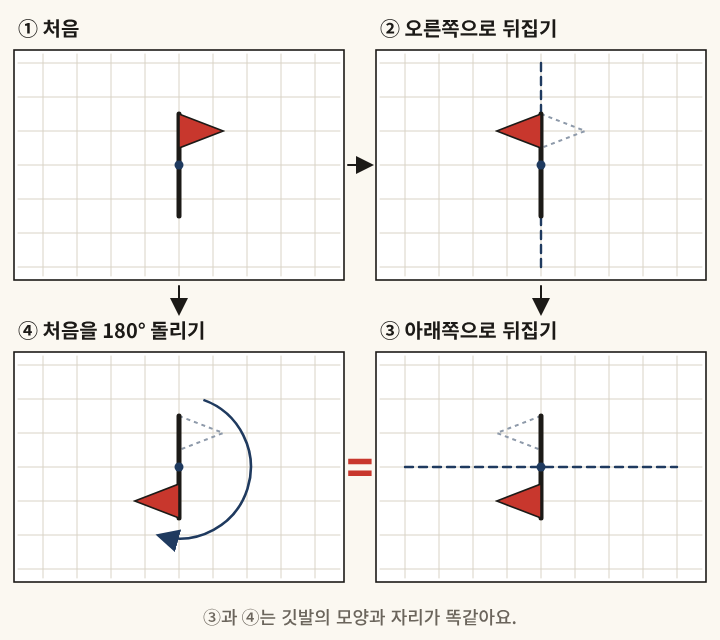 ① 처음
② 오른쪽으로 뒤집기
④ 처음을 180° 돌리기
③ 아래쪽으로 뒤집기
=
③과 ④는 깃발의 모양과 자리가 똑같아요.